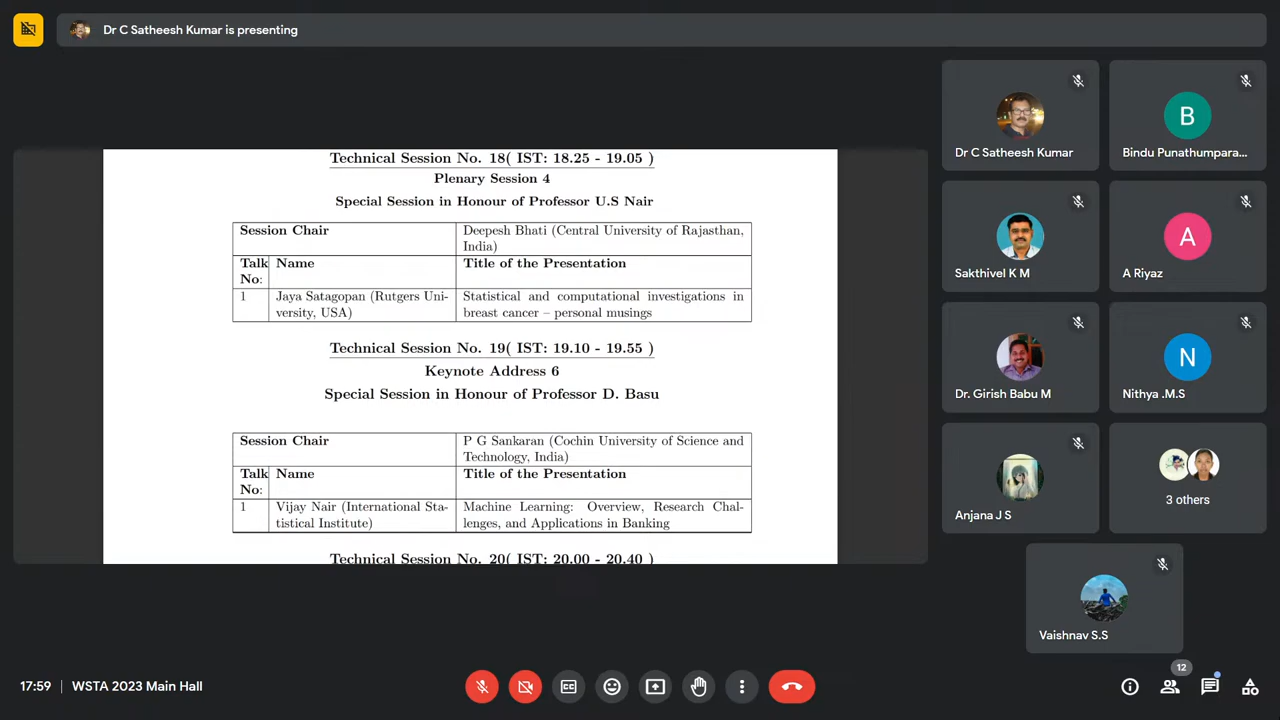 Dr C Satheesh Kumar is presenting
Technical Session No. 18( IST: 18.25 - 19.05 )
Plenary Session 4
Special Session in Honour of Professor U.S Nair
Session Chair
Deepesh Bhati (Central University of Rajasthan,
India)
Talk
No:
Name
Title of the Presentation
1
Jaya Satagopan (Rutgers Uni-
versity, USA)
Statistical and computational investigations in
breast cancer – personal musings
Technical Session No. 19( IST: 19.10 - 19.55 )
Keynote Address 6
Special Session in Honour of Professor D. Basu
Session Chair
P G Sankaran (Cochin University of Science and
Technology, India)
Talk
No:
Name
Title of the Presentation
1
Vijay Nair (International Sta-
tistical Institute)
Machine Learning: Overview, Research Chal-
lenges, and Applications in Banking
Technical Session No. 20( IST: 20.00 - 20.40 )
Dr C Satheesh Kumar
B
Bindu Punathumpara...
Sakthivel K M
A
A Riyaz
Dr. Girish Babu M
N
Nithya .M.S
Anjana J S
3 others
Vaishnav S.S
17:59 | WSTA 2023 Main Hall
12